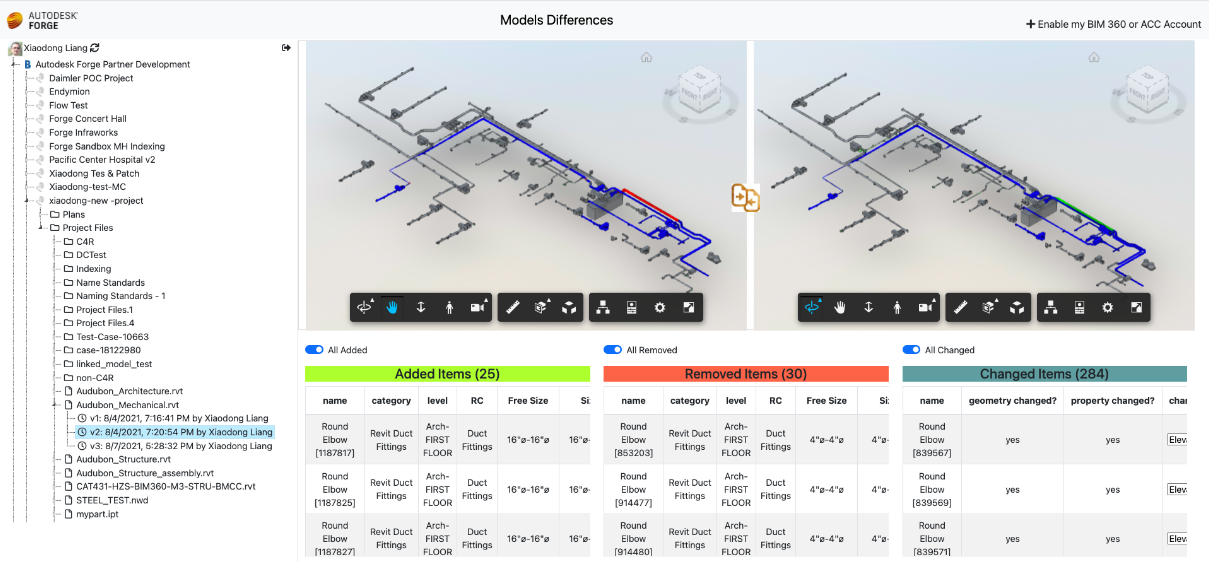 AUTODESK®
FORGE
Models Differences
Enable my BIM 360 or ACC Account
Xiaodong Liang
Autodesk Forge Partner Development
Daimler POC Project
Endymion
Flow Test
Forge Concert Hall
Forge Infraworks
Forge Sandbox MH Indexing
Pacific Center Hospital v2
Xiaodong Tes & Patch
Xiaodong-test-MC
xiaodong-new -project
Plans
Project Files
C4R
DCTest
Indexing
Name Standards
Naming Standards - 1
Project Files.1
Project Files.4
Test-Case-10663
case-18122980
linked_model_test
non-C4R
Audubon_Architecture.rvt
Audubon_Mechanical.rvt
v1: 8/4/2021, 7:16:41 PM by Xiaodong Liang
v2: 8/4/2021, 7:20:54 PM by Xiaodong Liang
v3: 8/7/2021, 5:28:32 PM by Xiaodong Liang
Audubon_Structure.rvt
Audubon_Structure_assembly.rvt
CAT431-HZS-BIM360-M3-STRU-BMCC.rvt
STEEL_TEST.nwd
mypart.ipt
TOP
FRONT RIGHT
TOP
FRONT RIGHT
All Added
Added Items (25)
name category level RC Free Size Si
Round Elbow [1187817] Revit Duct Fittings Arch-FIRST FLOOR Duct Fittings 16"ø-16"ø 16"ø-
Round Elbow [1187825] Revit Duct Fittings Arch-FIRST FLOOR Duct Fittings 16"ø-16"ø 16"ø-
Round Elbow [1187827] Revit Duct Fittings Arch-FIRST FLOOR Duct Fittings 16"ø-16"ø 16"ø-
All Removed
Removed Items (30)
name category level RC Free Size Si
Round Elbow [853203] Revit Duct Fittings Arch-FIRST FLOOR Duct Fittings 4"ø-4"ø 4"ø-
Round Elbow [914477] Revit Duct Fittings Arch-FIRST FLOOR Duct Fittings 4"ø-4"ø 4"ø-
Round Elbow [914480] Revit Duct Fittings Arch-FIRST FLOOR Duct Fittings 4"ø-4"ø 4"ø-
All Changed
Changed Items (284)
name geometry changed? property changed? chan
Round Elbow [839567] yes yes Eleva
Round Elbow [839569] yes yes Eleva
Round Elbow [839571] yes yes Eleva